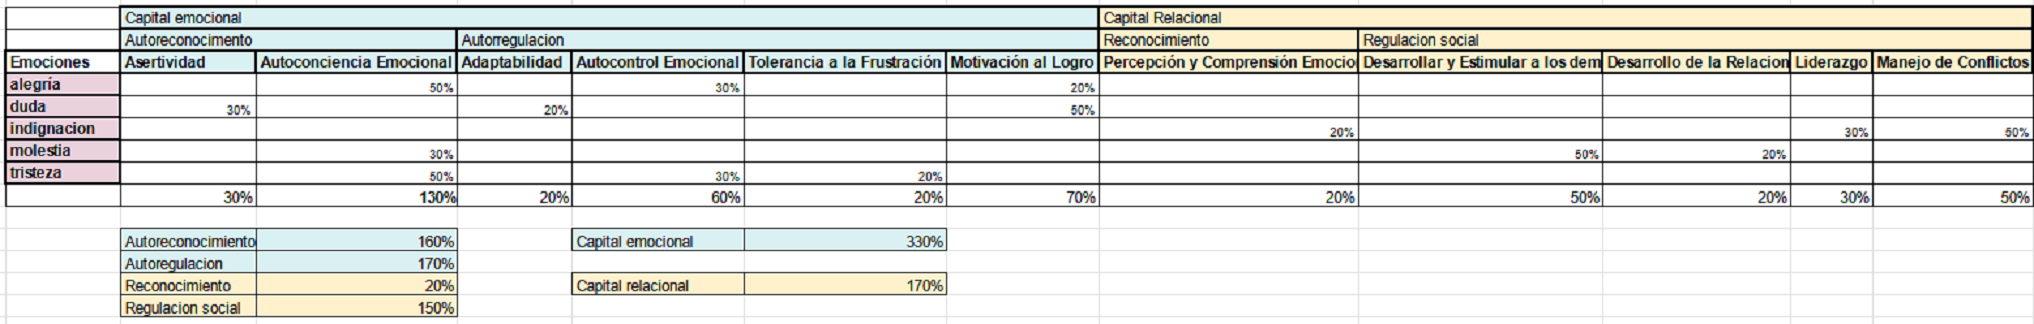 Capital emocional Capital Relacional
Autoreconocimento Autorregulacion Reconocimiento Regulacion social
Emociones Asertividad Autoconciencia Emocional Adaptabilidad Autocontrol Emocional Tolerancia a la Frustración Motivación al Logro Percepción y Comprensión Emocio Desarrollar y Estimular a los dem Desarrollo de la Relacion Liderazgo Manejo de Conflictos
alegría 50% 30% 20%
duda 30% 20% 50%
indignacion 20% 30% 50%
molestia 30% 50% 20%
tristeza 50% 30% 20%
30% 130% 20% 60% 20% 70% 20% 50% 20% 30% 50%
Autoreconocimiento 160% Capital emocional 330%
Autoregulacion 170%
Reconocimiento 20% Capital relacional 170%
Regulacion social 150%